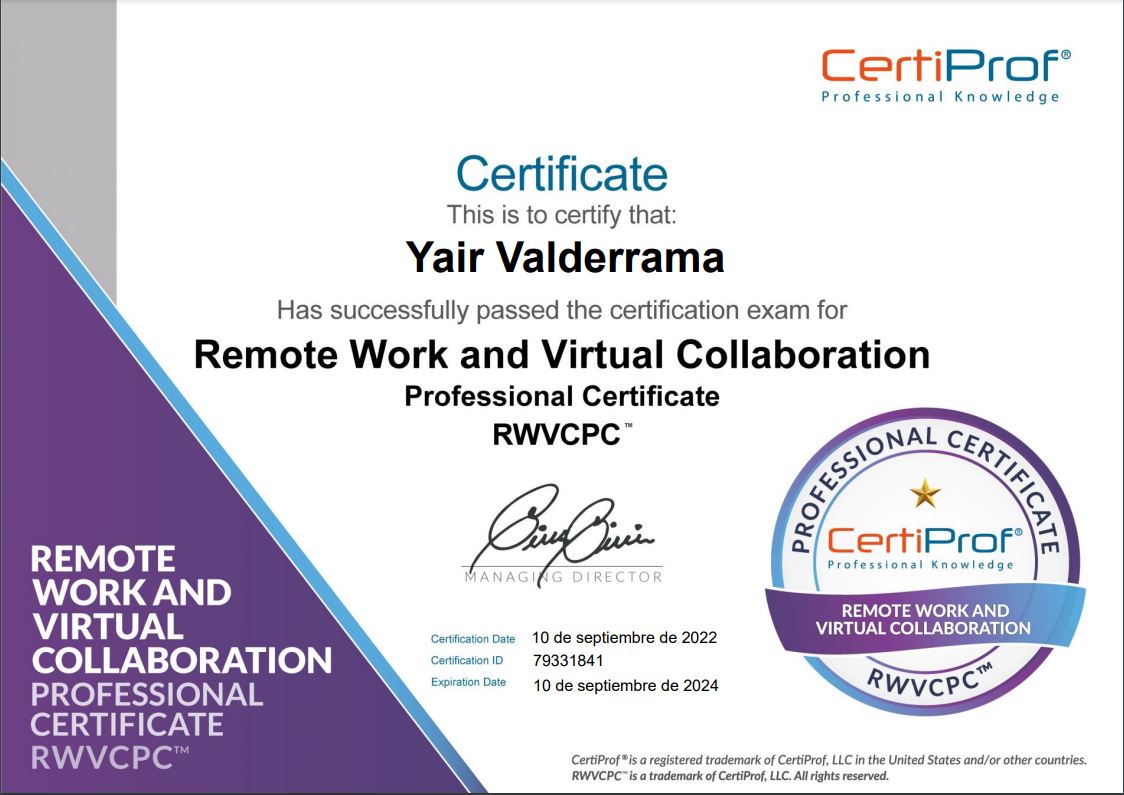 CertiProf®
Professional Knowledge
Certificate
This is to certify that:
Yair Valderrama
Has successfully passed the certification exam for
Remote Work and Virtual Collaboration
Professional Certificate
RWVCPC™
MANAGING DIRECTOR
Certification Date 10 de septiembre de 2022
Certification ID 79331841
Expiration Date 10 de septiembre de 2024
REMOTE
WORK AND
VIRTUAL
COLLABORATION
PROFESSIONAL
CERTIFICATE
RWVCPC™
PROFESSIONAL CERTIFICATE
CertiProf®
Professional Knowledge
REMOTE WORK AND
VIRTUAL COLLABORATION
RWVCPC™
CertiProf® is a registered trademark of CertiProf, LLC in the United States and/or other countries.
RWVCPC™ is a trademark of CertiProf, LLC. All rights reserved.